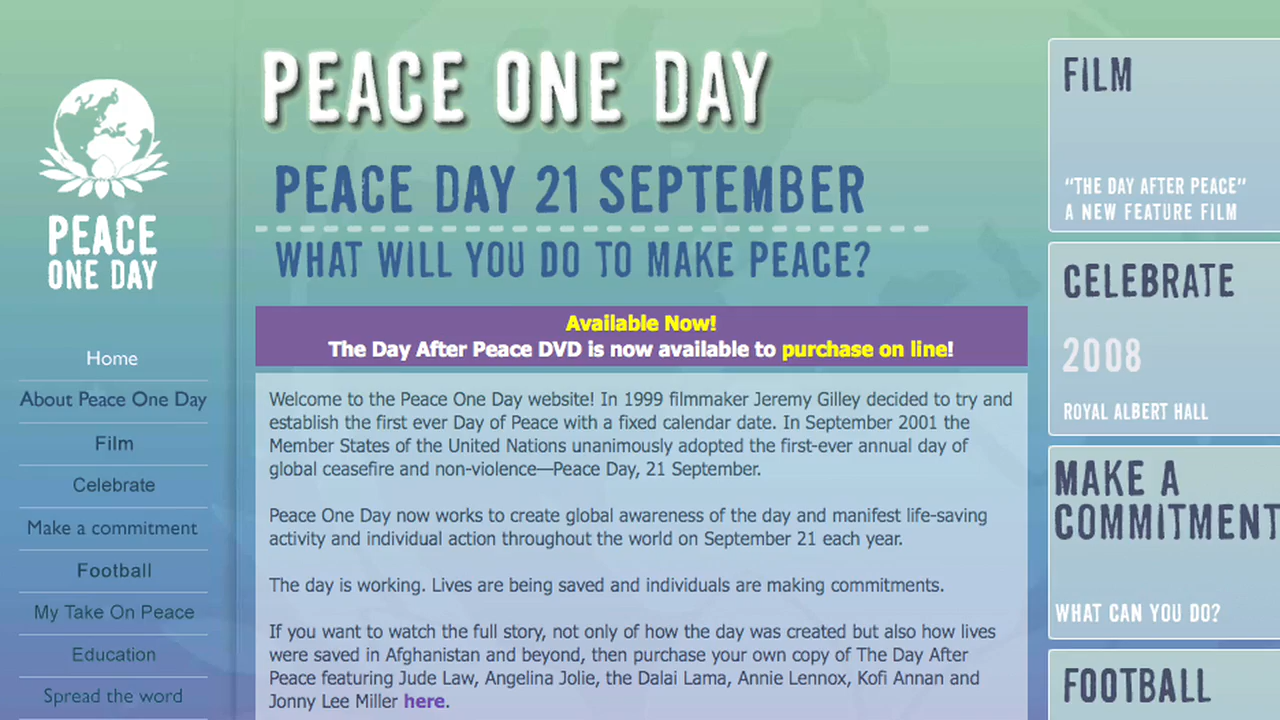 PEACE
ONE DAY
Home
About Peace One Day
Film
Celebrate
Make a commitment
Football
My Take On Peace
Education
Spread the word
PEACE ONE DAY
PEACE DAY 21 SEPTEMBER
WHAT WILL YOU DO TO MAKE PEACE?
Available Now!
The Day After Peace DVD is now available to purchase on line!
Welcome to the Peace One Day website! In 1999 filmmaker Jeremy Gilley decided to try and
establish the first ever Day of Peace with a fixed calendar date. In September 2001 the
Member States of the United Nations unanimously adopted the first-ever annual day of
global ceasefire and non-violence—Peace Day, 21 September.
Peace One Day now works to create global awareness of the day and manifest life-saving
activity and individual action throughout the world on September 21 each year.
The day is working. Lives are being saved and individuals are making commitments.
If you want to watch the full story, not only of how the day was created but also how lives
were saved in Afghanistan and beyond, then purchase your own copy of The Day After
Peace featuring Jude Law, Angelina Jolie, the Dalai Lama, Annie Lennox, Kofi Annan and
Jonny Lee Miller here.
FILM
“THE DAY AFTER PEACE”
A NEW FEATURE FILM
CELEBRATE
2008
ROYAL ALBERT HALL
MAKE A
COMMITMENT
WHAT CAN YOU DO?
FOOTBALL